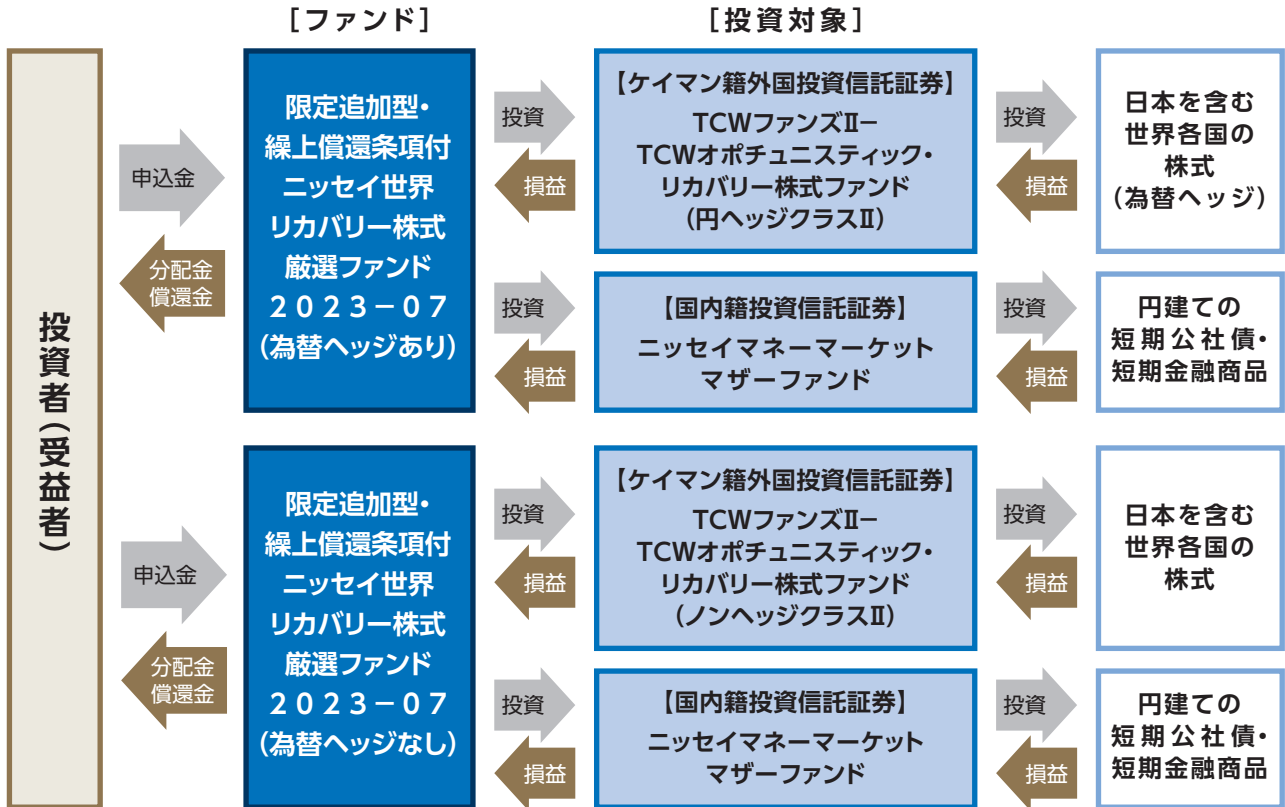 [ファンド]
[投資対象]
投資者(受益者)
申込金
分配金
償還金
限定追加型・
繰上償還条項付
ニッセイ世界
リカバリー株式
厳選ファンド
２０２３－０７
(為替ヘッジあり)
投資
損益
【ケイマン籍外国投資信託証券】
TCWファンズⅡ－
TCWオポチュニスティック・
リカバリー株式ファンド
(円ヘッジクラスⅡ)
投資
損益
日本を含む
世界各国の
株式
(為替ヘッジ)
投資
損益
【国内籍投資信託証券】
ニッセイマネーマーケット
マザーファンド
投資
損益
円建ての
短期公社債・
短期金融商品
申込金
分配金
償還金
限定追加型・
繰上償還条項付
ニッセイ世界
リカバリー株式
厳選ファンド
２０２３－０７
(為替ヘッジなし)
投資
損益
【ケイマン籍外国投資信託証券】
TCWファンズⅡ－
TCWオポチュニスティック・
リカバリー株式ファンド
(ノンヘッジクラスⅡ)
投資
損益
日本を含む
世界各国の
株式
投資
損益
【国内籍投資信託証券】
ニッセイマネーマーケット
マザーファンド
投資
損益
円建ての
短期公社債・
短期金融商品